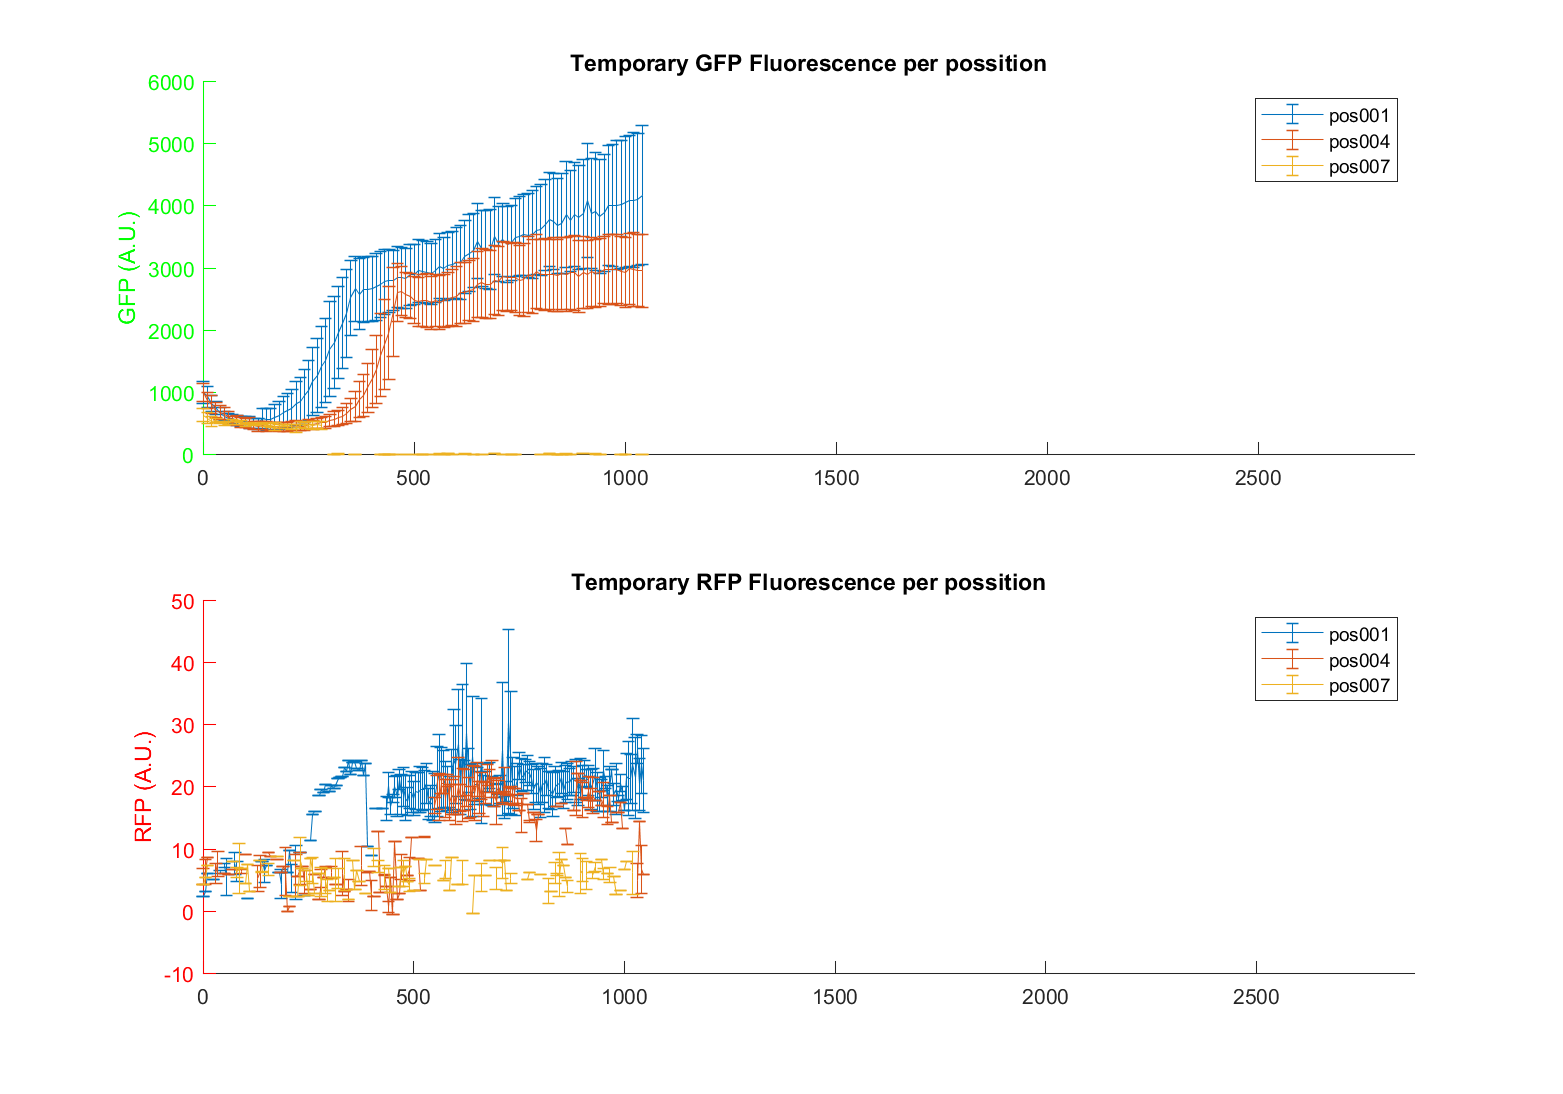 Temporary GFP Fluorescence per possition
6000
5000
4000
3000
2000
1000
0
GFP (A.U.)
pos001
pos004
pos007
0 500 1000 1500 2000 2500
Temporary RFP Fluorescence per possition
50
40
30
20
10
0
-10
RFP (A.U.)
pos001
pos004
pos007
0 500 1000 1500 2000 2500